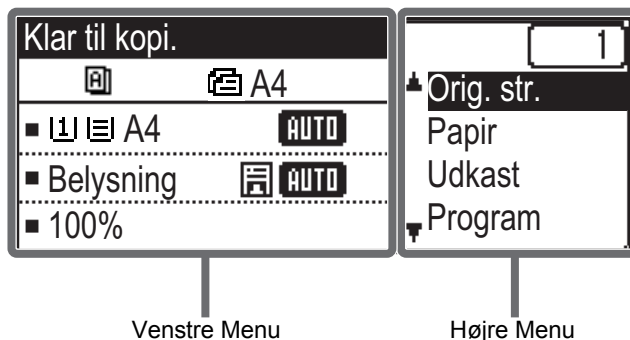 Klar til kopi.
A A4
1 A4 AUTO
Belysning AUTO
100%
1
Orig. str.
Papir
Udkast
Program
Venstre Menu
Højre Menu